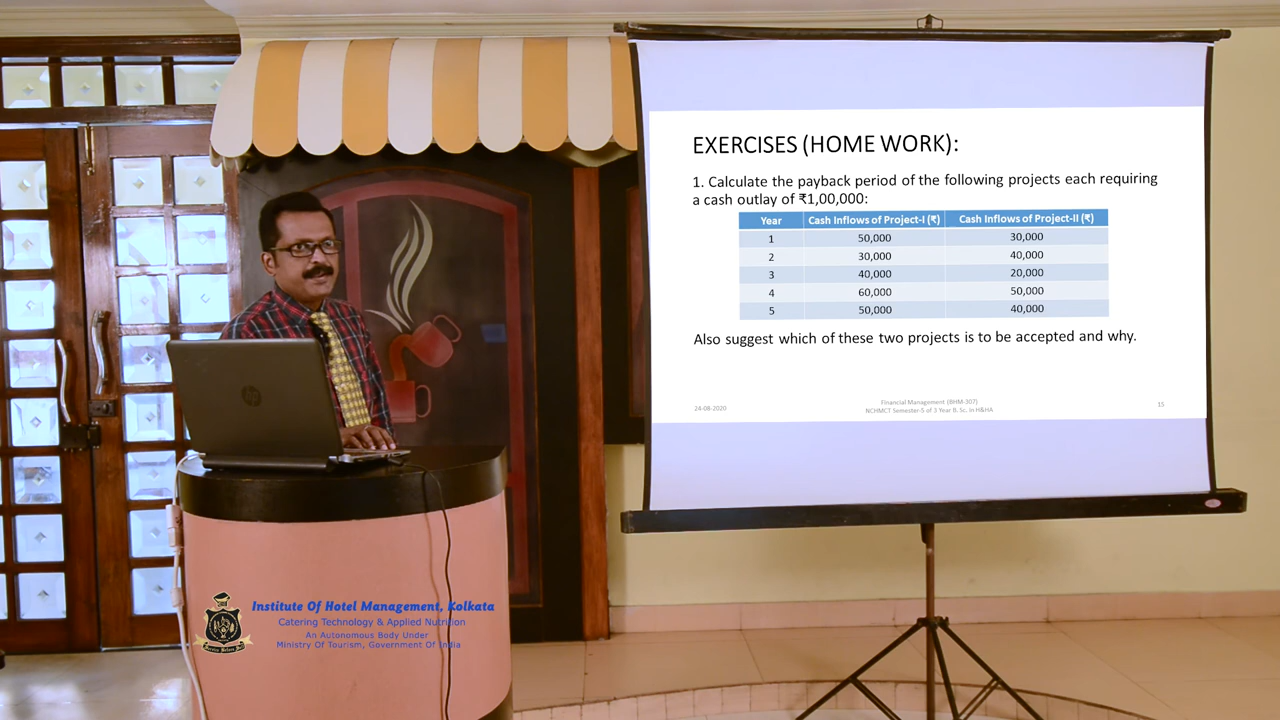 EXERCISES (HOME WORK):
1. Calculate the payback period of the following projects each requiring
a cash outlay of ₹1,00,000:
Year Cash Inflows of Project-I (₹) Cash Inflows of Project-II (₹)
1 50,000 30,000
2 30,000 40,000
3 40,000 20,000
4 60,000 50,000
5 50,000 40,000
Also suggest which of these two projects is to be accepted and why.
24-08-2020
Financial Management (BHM-307)
NCHMCT Semester-5 of 3 Year B. Sc. in H&HA
15
hp
Institute Of Hotel Management, Kolkata
Catering Technology & Applied Nutrition
An Autonomous Body Under
Ministry Of Tourism, Government Of India